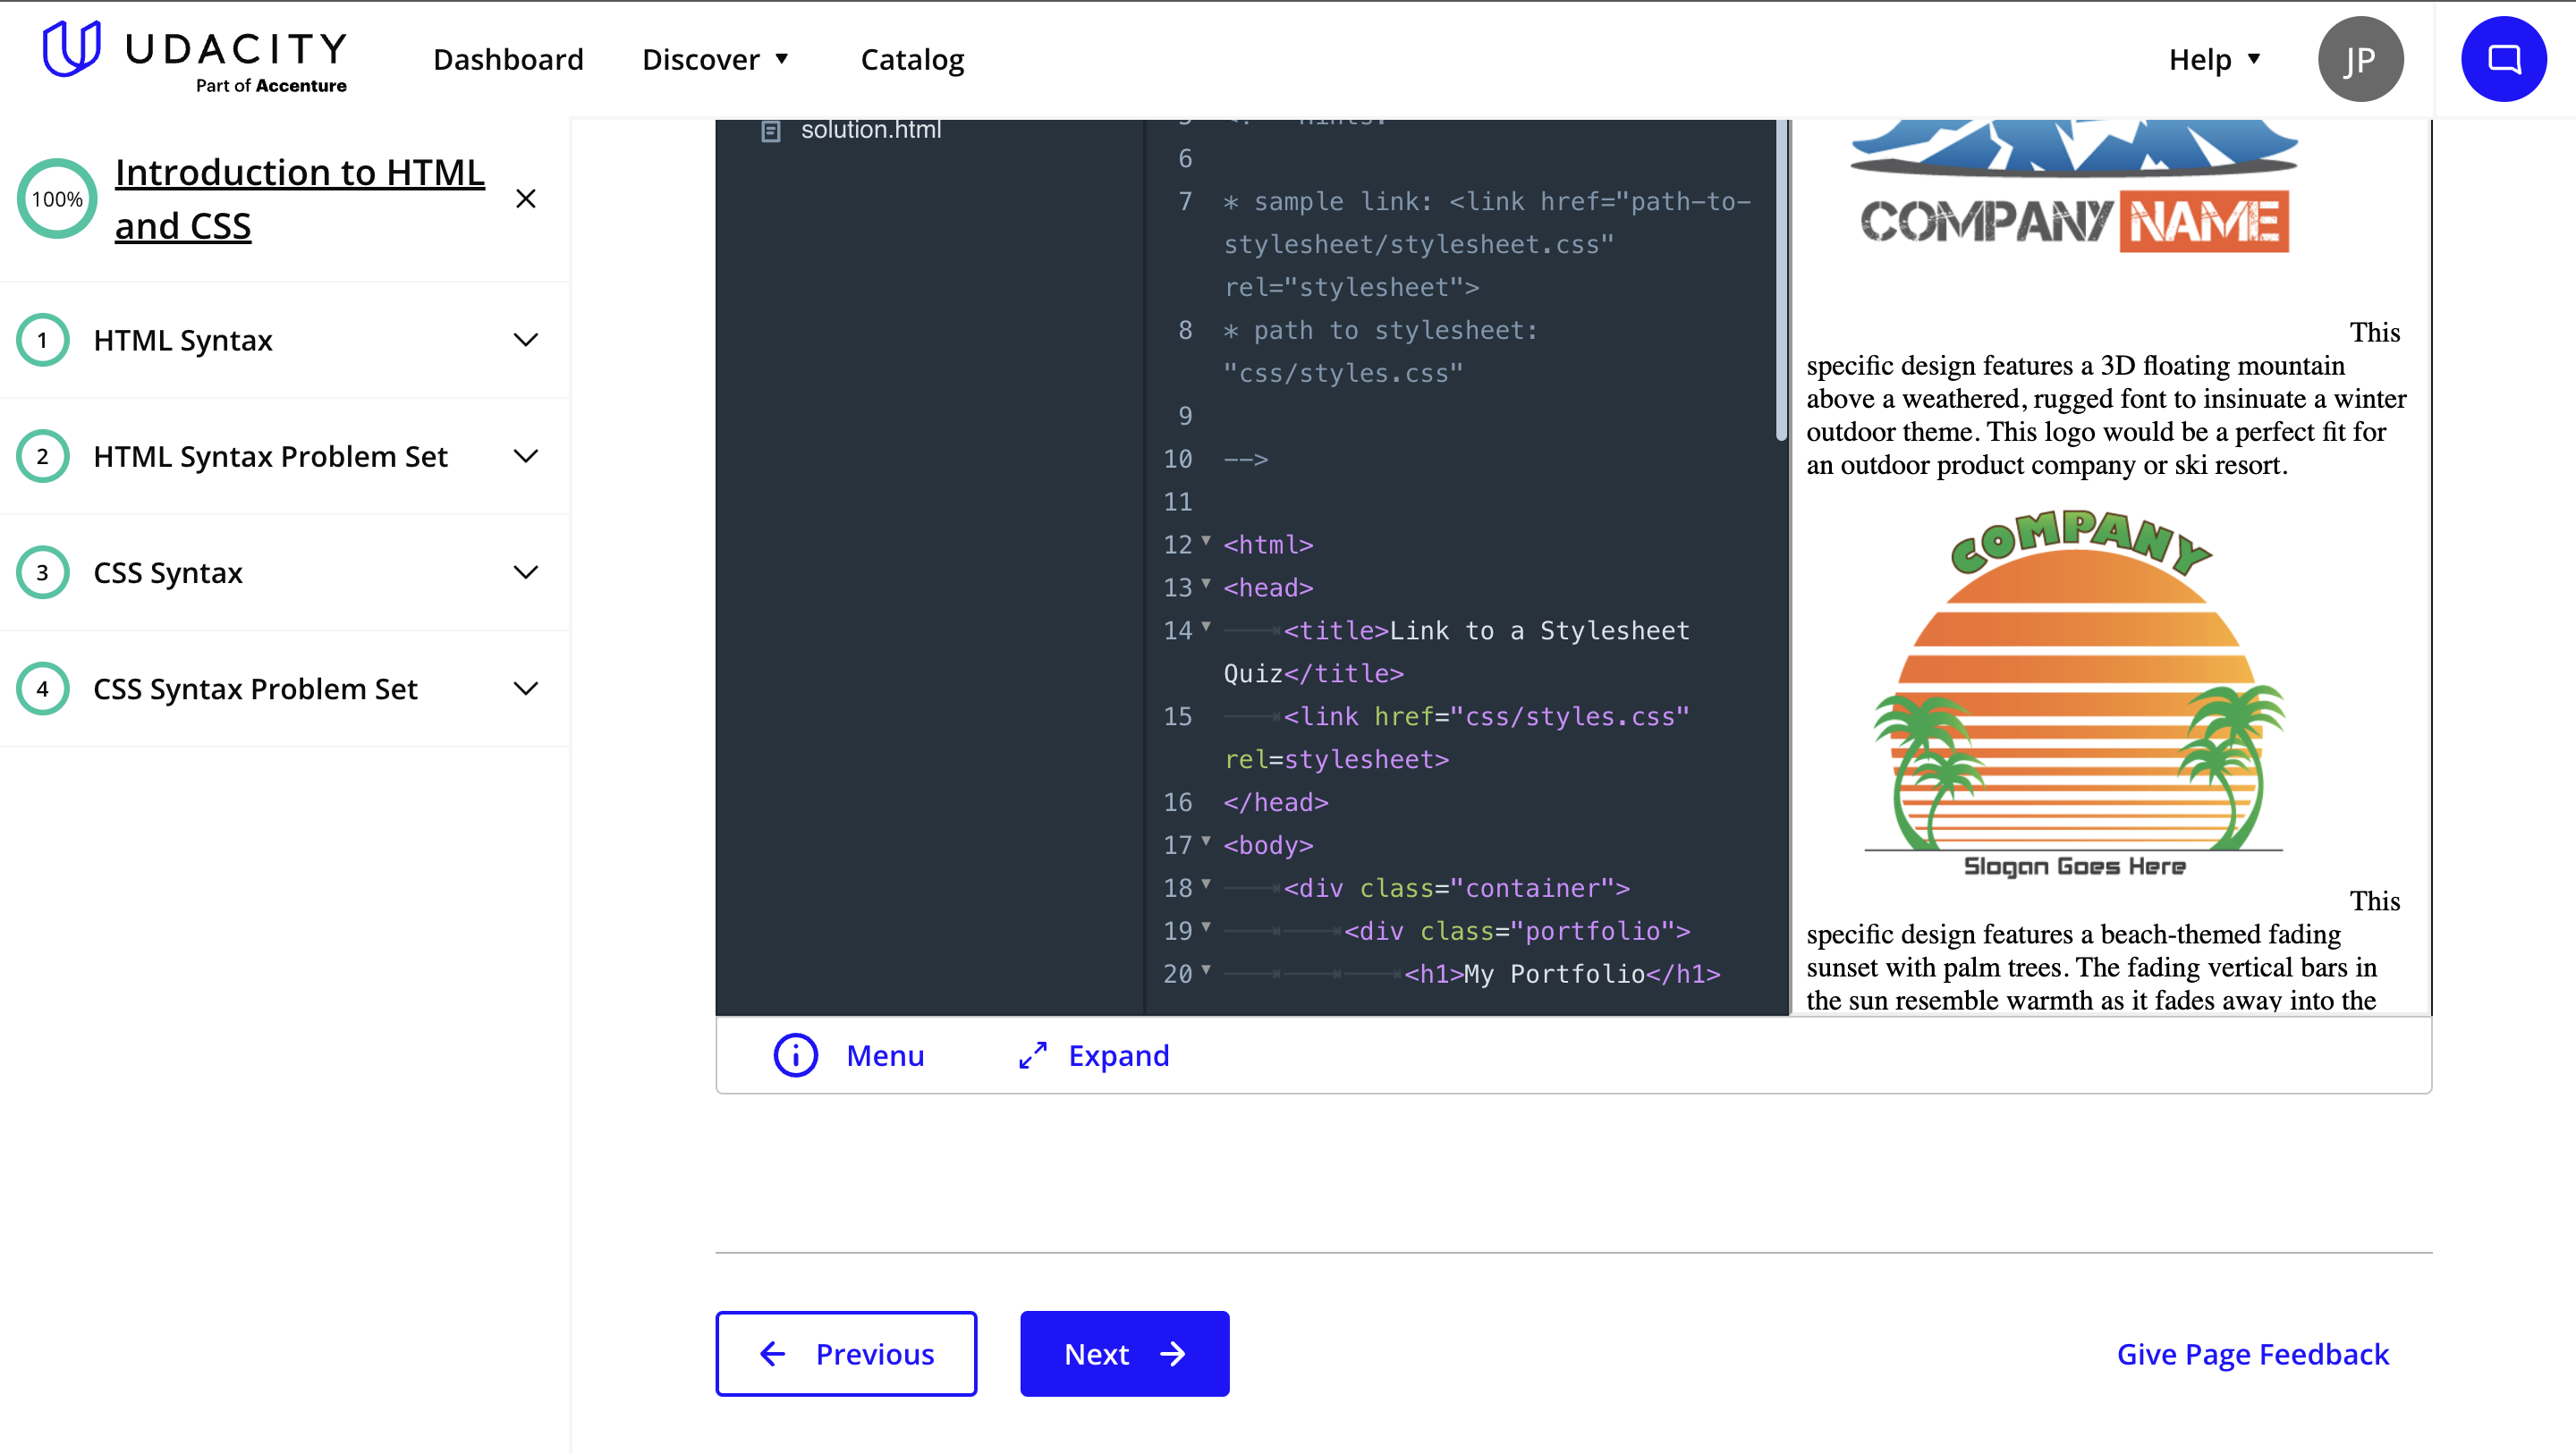 UDACITY
Part of Accenture
Dashboard
Discover
Catalog
Help
JP
100%
Introduction to HTML
and CSS
1 HTML Syntax
2 HTML Syntax Problem Set
3 CSS Syntax
4 CSS Syntax Problem Set
solution.html
6
7 * sample link: <link href="path-to-
stylesheet/stylesheet.css"
rel="stylesheet">
8 * path to stylesheet:
"css/styles.css"
9
10 -->
11
12 <html>
13 <head>
14 <title>Link to a Stylesheet
Quiz</title>
15 <link href="css/styles.css"
rel=stylesheet>
16 </head>
17 <body>
18 <div class="container">
19 <div class="portfolio">
20 <h1>My Portfolio</h1>
COMPANY NAME
This
specific design features a 3D floating mountain
above a weathered, rugged font to insinuate a winter
outdoor theme. This logo would be a perfect fit for
an outdoor product company or ski resort.
COMPANY
Slogan Goes Here
This
specific design features a beach-themed fading
sunset with palm trees. The fading vertical bars in
the sun resemble warmth as it fades away into the
Menu
Expand
Previous
Next
Give Page Feedback